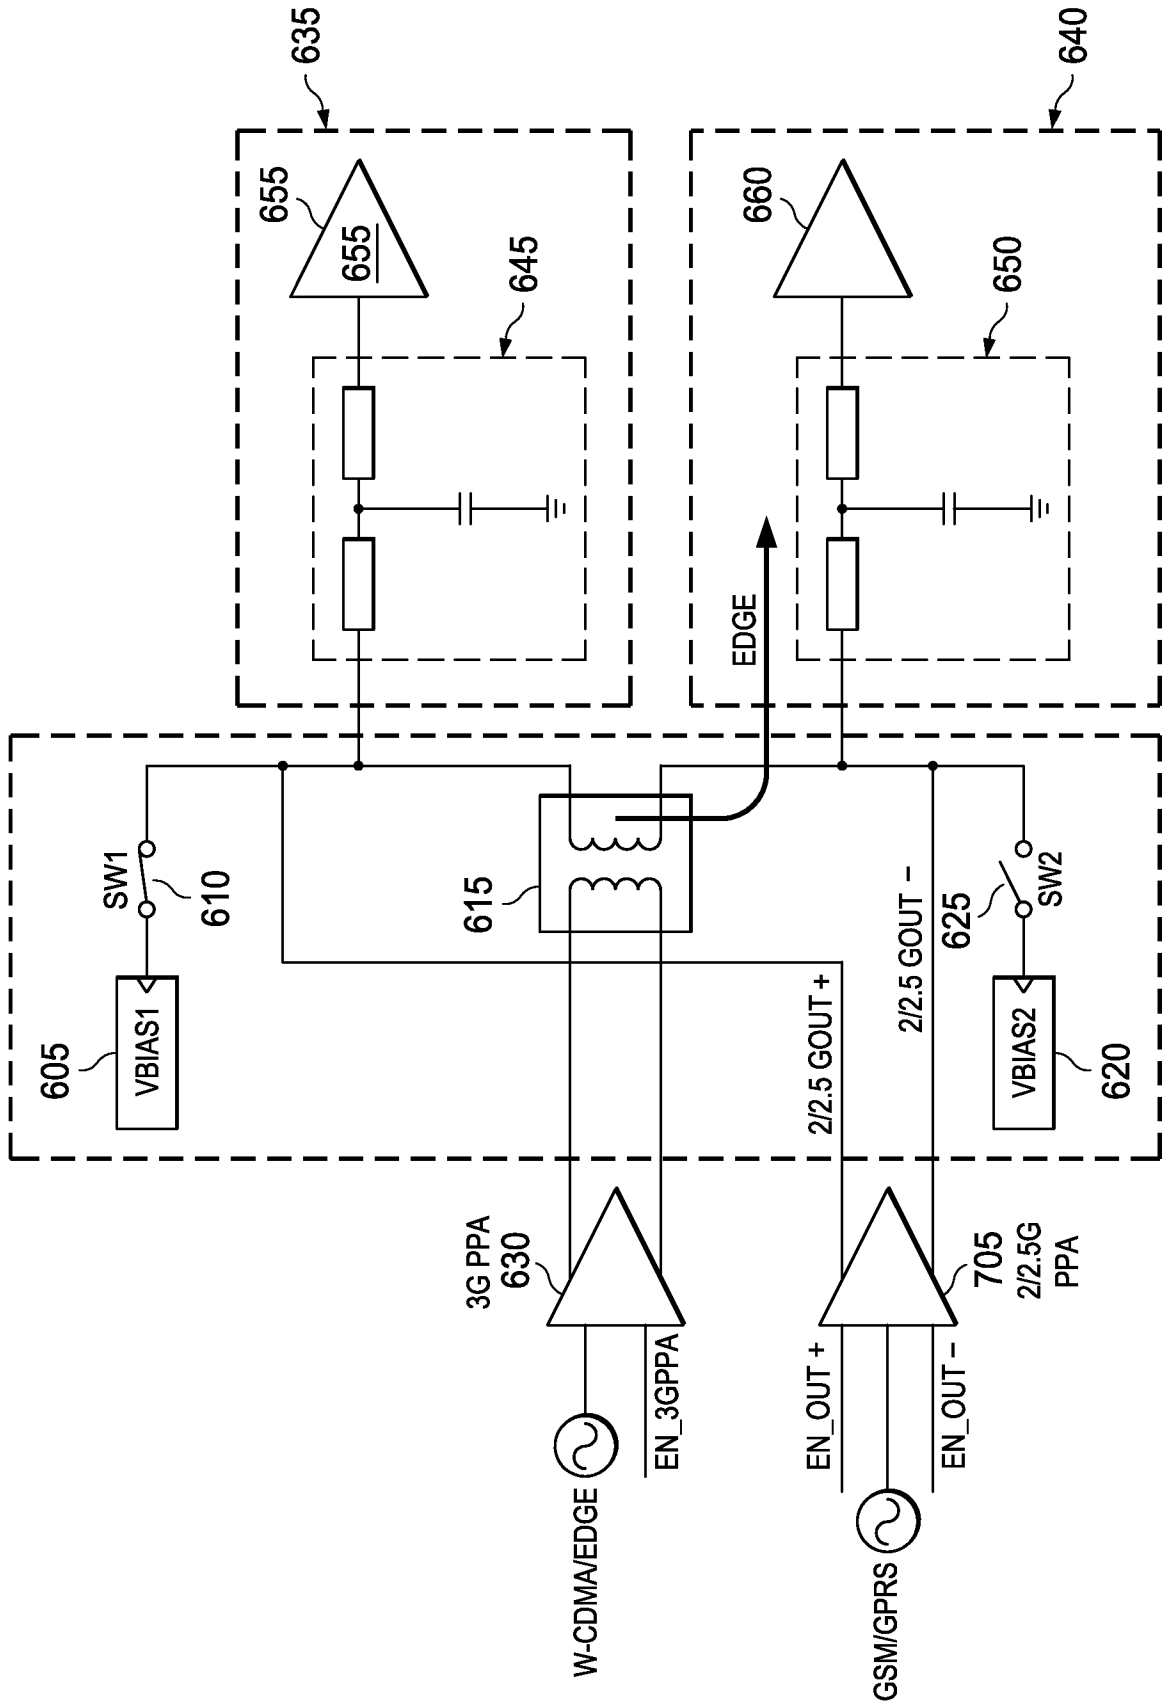 635
655
655
645
640
660
650
EDGE
SW1
610
615
605
VBIAS1
2/2.5 GOUT +
2/2.5 GOUT −
625
SW2
VBIAS2
620
3G PPA
630
EN_3GPPA
W-CDMA/EDGE
705
2/2.5G
PPA
EN_OUT +
EN_OUT −
GSM/GPRS